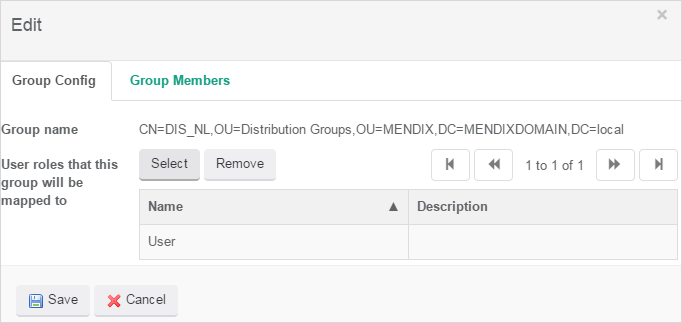 Edit
Group Config Group Members
Group name CN=DIS_NL,OU=Distribution Groups,OU=MENDIX,DC=MENDIXDOMAIN,DC=local
User roles that this
group will be
mapped to
Select Remove 1 to 1 of 1
Name Description
User
Save Cancel